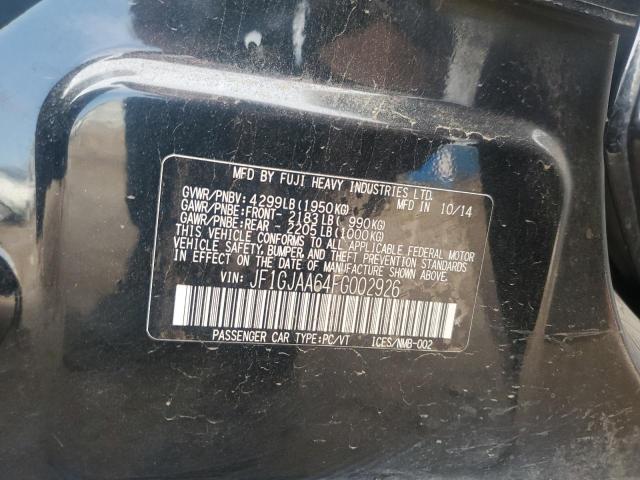 MFD BY FUJI HEAVY INDUSTRIES LTD.
GVWR/PNBV: 4299LB(1950KG) MFD IN 10/14
GAWR/PNBE:FRONT- 2183LB( 990KG)
GAWR/PNBE:REAR - 2205LB(1000KG)
THIS VEHICLE CONFORMS TO ALL APPLICABLE FEDERAL MOTOR
VEHICLE SAFETY, BUMPER, AND THEFT PREVENTION STANDARDS
IN EFFECT ON THE DATE OF MANUFACTURE SHOWN ABOVE.
VIN: JF1GJAA64FG002926
PASSENGER CAR TYPE:PC/VT ICES/NMB-002